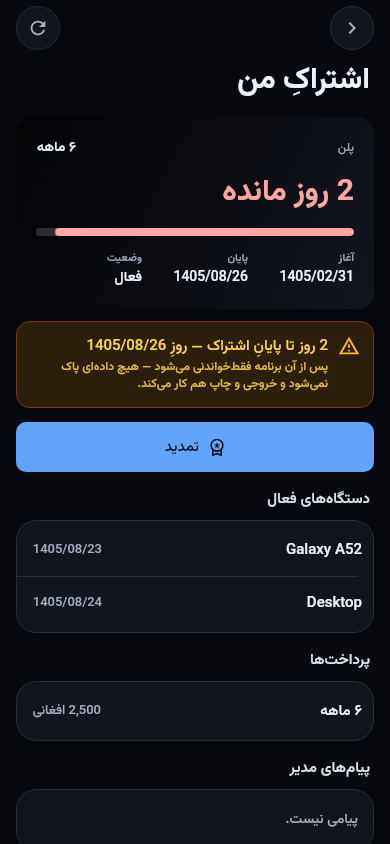 اشتراکِ من
پلن
۶ ماهه
2 روز مانده
آغاز
پایان
وضعیت
1405/02/31
1405/08/26
فعال
2 روز تا پایانِ اشتراک — روزِ 1405/08/26
پس از آن برنامه فقط‌خواندنی می‌شود — هیچ داده‌ای پاک
نمی‌شود و خروجی و چاپ هم کار می‌کند.
تمدید
دستگاه‌های فعال
Galaxy A52
1405/08/23
Desktop
1405/08/24
پرداخت‌ها
۶ ماهه
2,500 افغانی
پیام‌های مدیر
پیامی نیست.